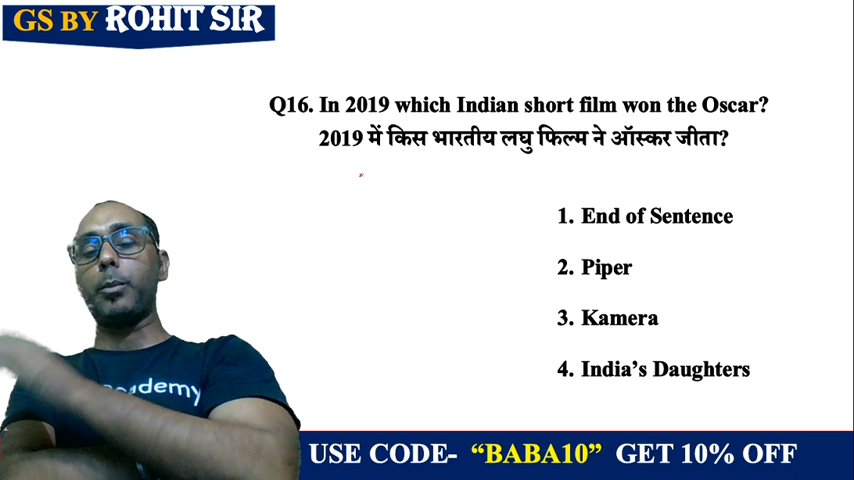 GS BY ROHIT SIR
Q16. In 2019 which Indian short film won the Oscar?
2019 में किस भारतीय लघु फिल्म ने ऑस्कर जीता?
1. End of Sentence
2. Piper
3. Kamera
4. India's Daughters
ademy
USE CODE- “BABA10” GET 10% OFF